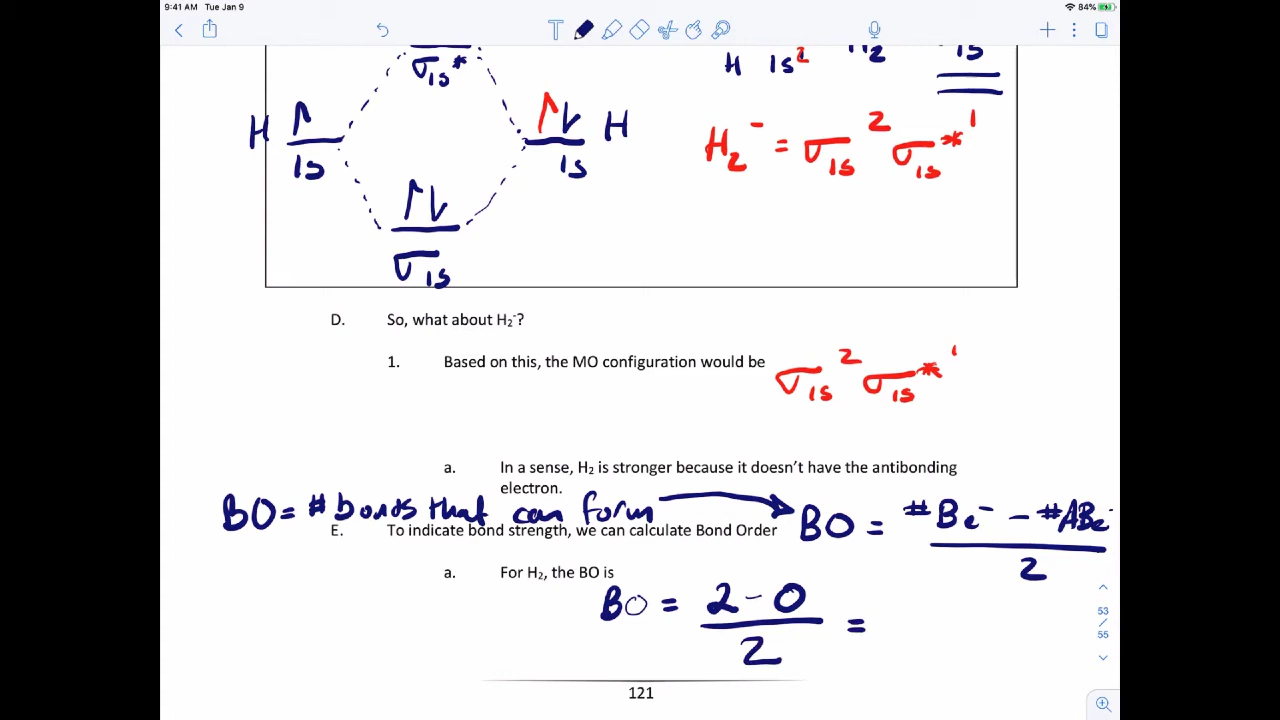 9:41 AM Tue Jan 9 84%
T
σ1s*
H 1s² H₂ 1s
H 1s 1s H
H₂⁻ = σ1s² σ1s*¹
σ1s
D. So, what about H₂⁻?
1. Based on this, the MO configuration would be σ1s² σ1s*¹
a. In a sense, H₂ is stronger because it doesn't have the antibonding
electron.
BO = # bonds that can form → BO = #Be⁻ - #ABe⁻ / 2
E. To indicate bond strength, we can calculate Bond Order
a. For H₂, the BO is
BO = 2 - 0 / 2 =
53
/
55
121